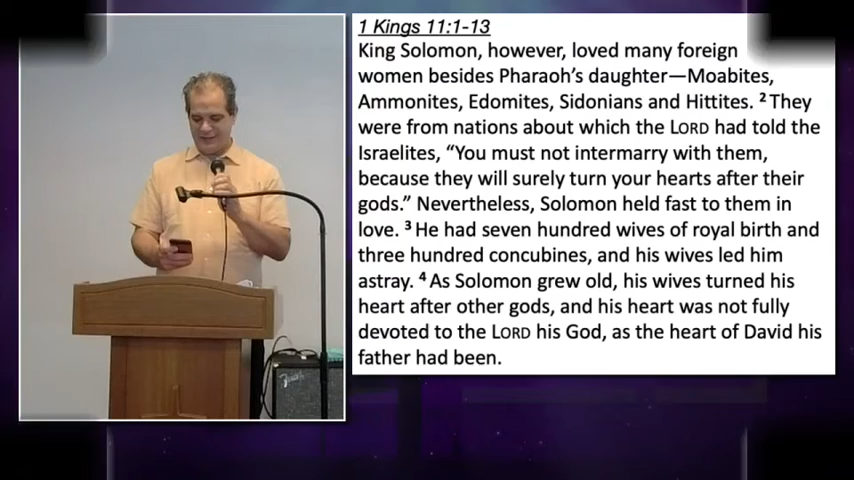 1 Kings 11:1-13
King Solomon, however, loved many foreign
women besides Pharaoh's daughter—Moabites,
Ammonites, Edomites, Sidonians and Hittites. ² They
were from nations about which the LORD had told the
Israelites, “You must not intermarry with them,
because they will surely turn your hearts after their
gods.” Nevertheless, Solomon held fast to them in
love. ³ He had seven hundred wives of royal birth and
three hundred concubines, and his wives led him
astray. ⁴ As Solomon grew old, his wives turned his
heart after other gods, and his heart was not fully
devoted to the LORD his God, as the heart of David his
father had been.
Fender